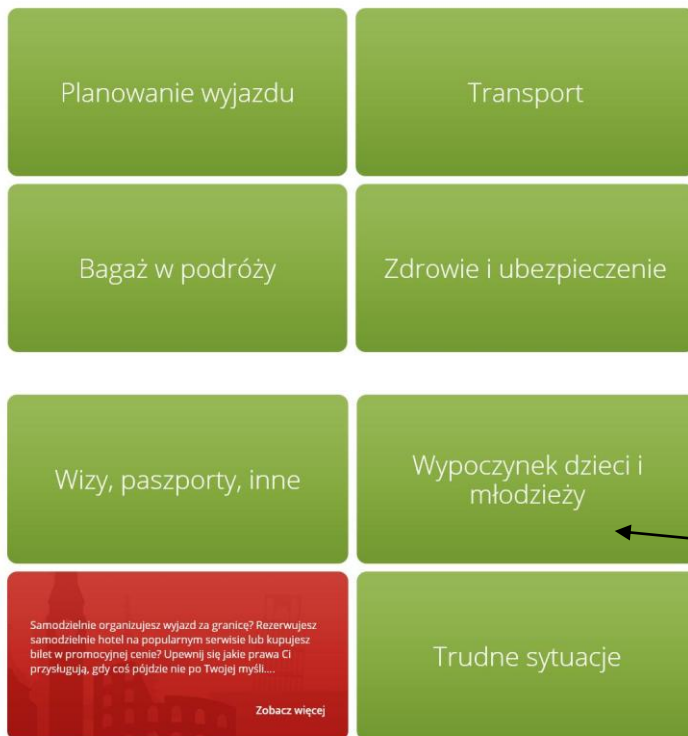 Planowanie wyjazdu
Transport
Bagaż w podróży
Zdrowie i ubezpieczenie
Wizy, paszporty, inne
Wypoczynek dzieci i
młodzieży
Samodzielnie organizujesz wyjazd za granicę? Rezerwujesz
samodzielnie hotel na popularnym serwisie lub kupujesz
bilet w promocyjnej cenie? Upewnij się jakie prawa Ci
przysługują, gdy coś pójdzie nie po Twojej myśli....
Zobacz więcej
Trudne sytuacje